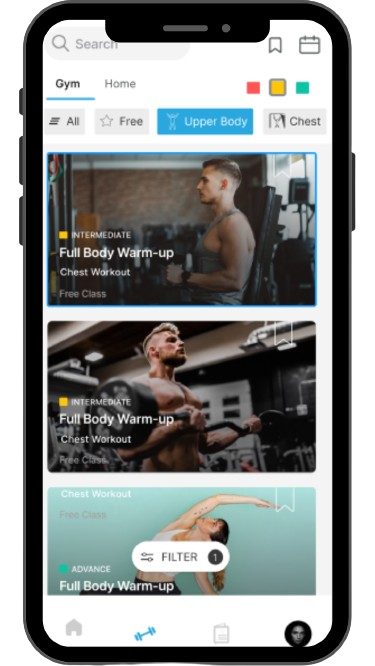 Search
Gym
Home
All
Free
Upper Body
Chest
INTERMEDIATE
Full Body Warm-up
Chest Workout
Free Class
INTERMEDIATE
Full Body Warm-up
Chest Workout
Free Class
Chest Workout
Free Class
FILTER 1
ADVANCE
Full Body Warm-up